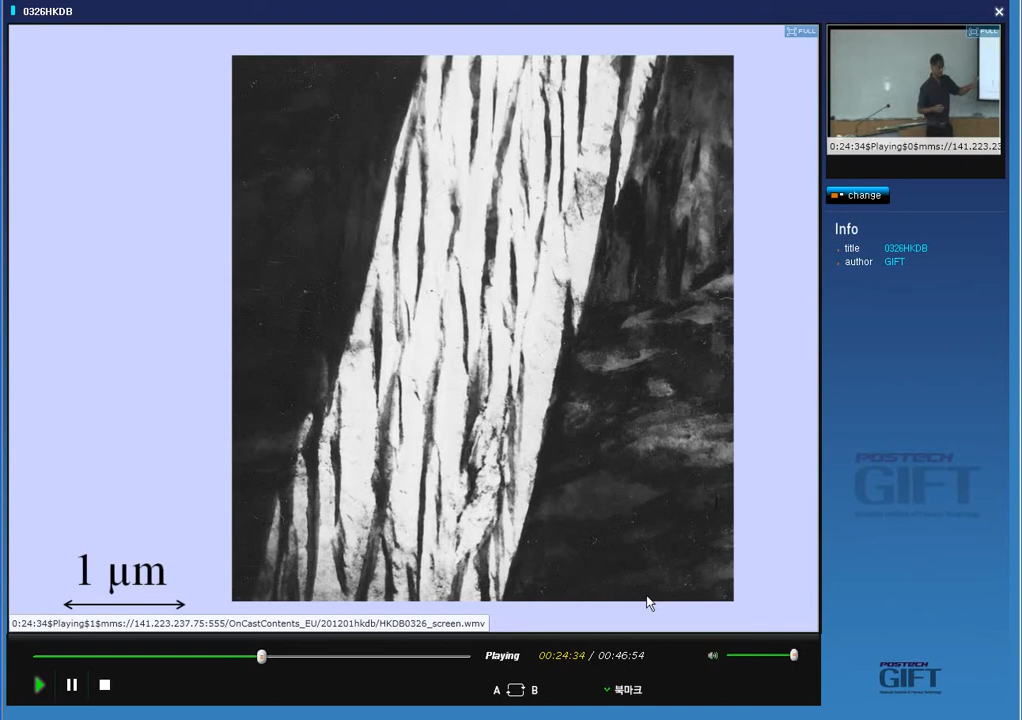 0326HKDB
FULL
FULL
0:24:34$Playing$0$mms://141.223.23
change
Info
title 0326HKDB
author GIFT
1 μm
0:24:34$Playing$1$mms://141.223.237.75:555/OnCastContents_EU/201201hkdb/HKDB0326_screen.wmv
Playing 00:24:34 / 00:46:54
A B 북마크
POSTECH
GIFT
POSTECH
GIFT